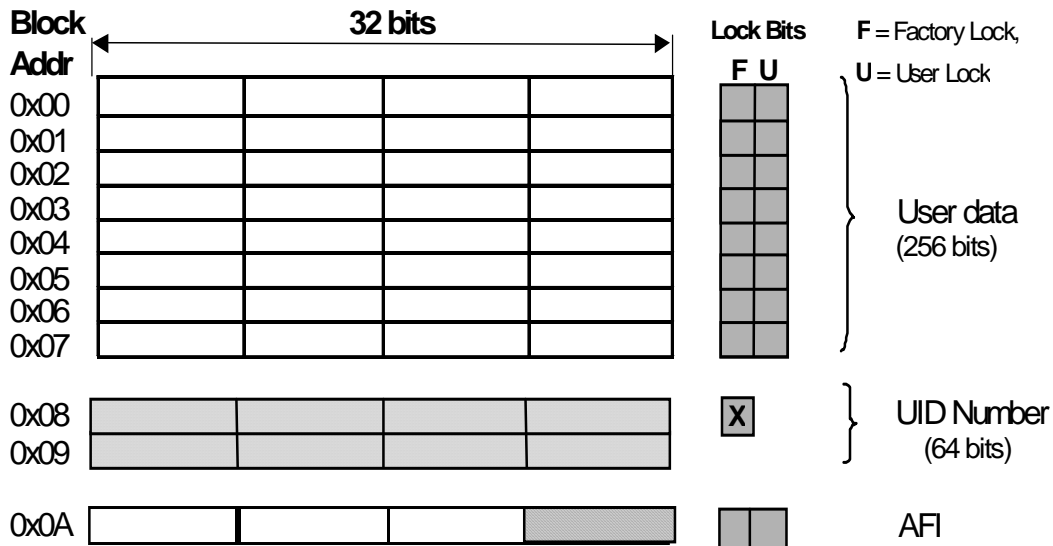 Block 32 bits Lock Bits F = Factory Lock,
Addr F U U = User Lock
0x00
0x01
0x02
0x03 User data
0x04 (256 bits)
0x05
0x06
0x07
0x08 X UID Number
0x09 (64 bits)
0x0A AFI